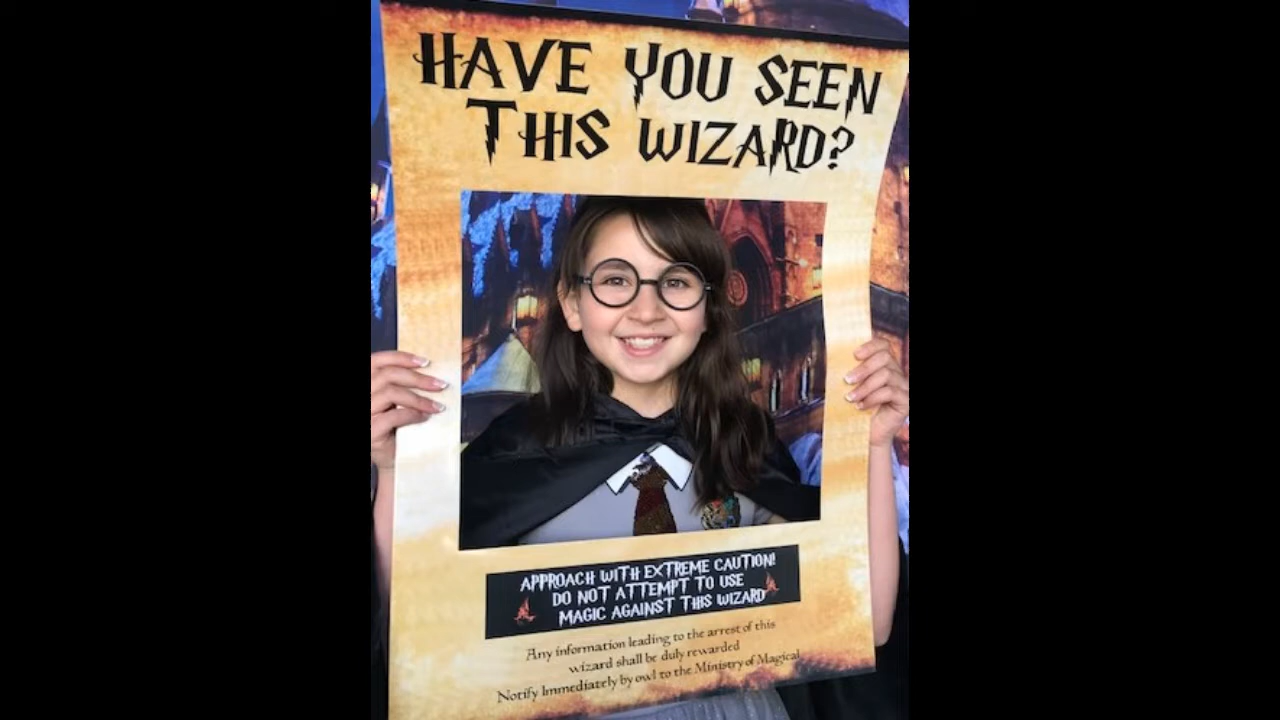 HAVE YOU SEEN
THIS WIZARD?
APPROACH WITH EXTREME CAUTION!
DO NOT ATTEMPT TO USE
MAGIC AGAINST THIS WIZARD
Any information leading to the arrest of this
wizard shall be duly rewarded
Notify Immediately by owl to the Ministry of Magical